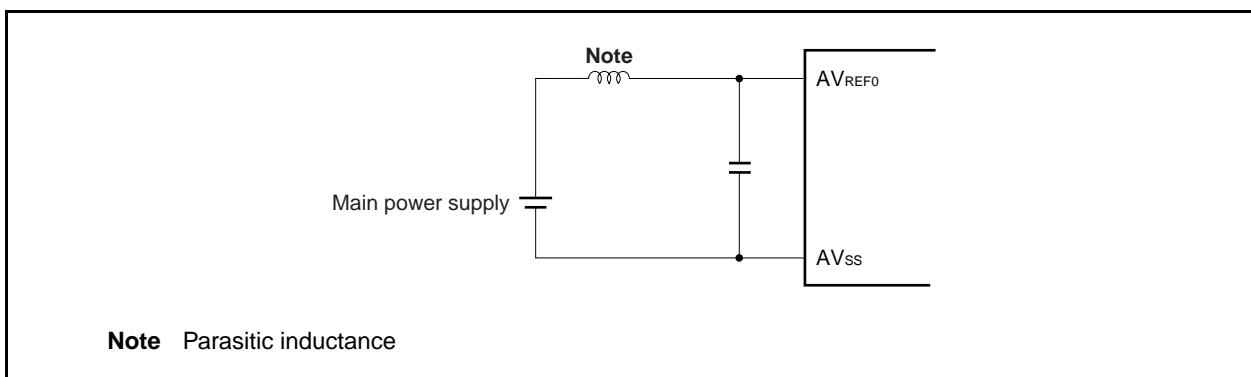 Note
AVREF0
Main power supply
AVSS
Note Parasitic inductance